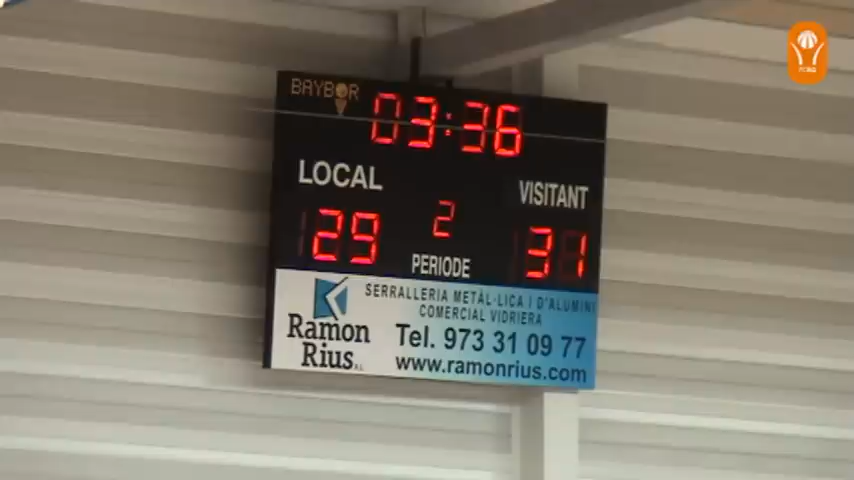 BAYBOR
03:36
LOCAL
VISITANT
29
2
31
PERIODE
SERRALLERIA METÀL·LICA I D'ALUMINI
COMERCIAL VIDRIERA
Ramon
Rius
Tel. 973 31 09 77
www.ramonrius.com